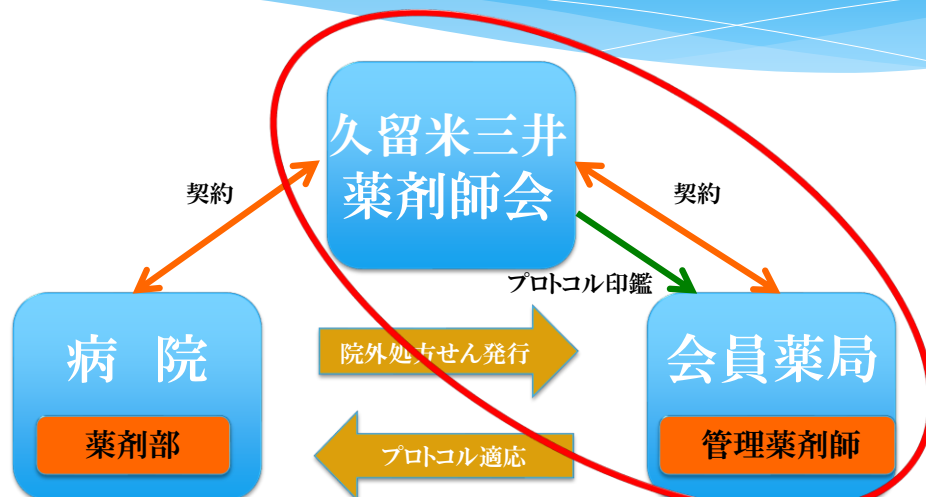 久留米三井
薬剤師会
契約
契約
プロトコル印鑑
病 院
院外処方せん発行
会員薬局
薬剤部
プロトコル適応
管理薬剤師